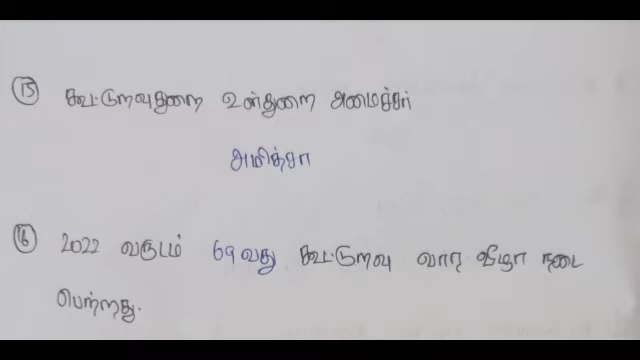 15 கூட்டுறவுதுறை உள்துறை அமைச்சர்
அமித்சா
16 2022 வருடம் 69வது கூட்டுறவு வார விழா நடை
பெற்றது.